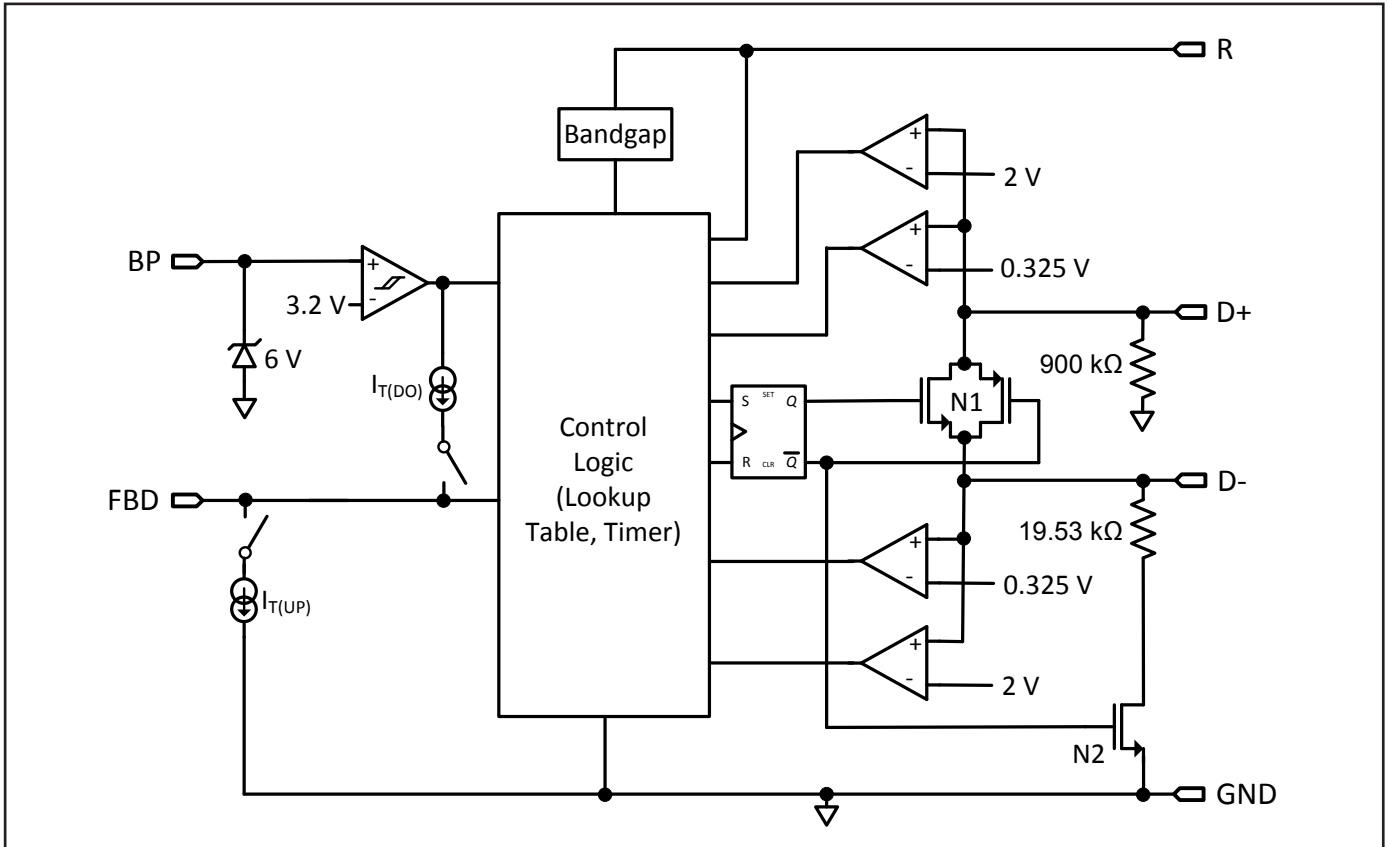 R
Bandgap
+
-
2 V
+
-
0.325 V
BP
+
-
3.2 V
6 V
D+
900 kΩ
I_T(DO)
N1
S SET Q
R CLR Q̅
Control
Logic
(Lookup
Table, Timer)
FBD
D-
19.53 kΩ
+
-
0.325 V
I_T(UP)
+
-
2 V
N2
GND